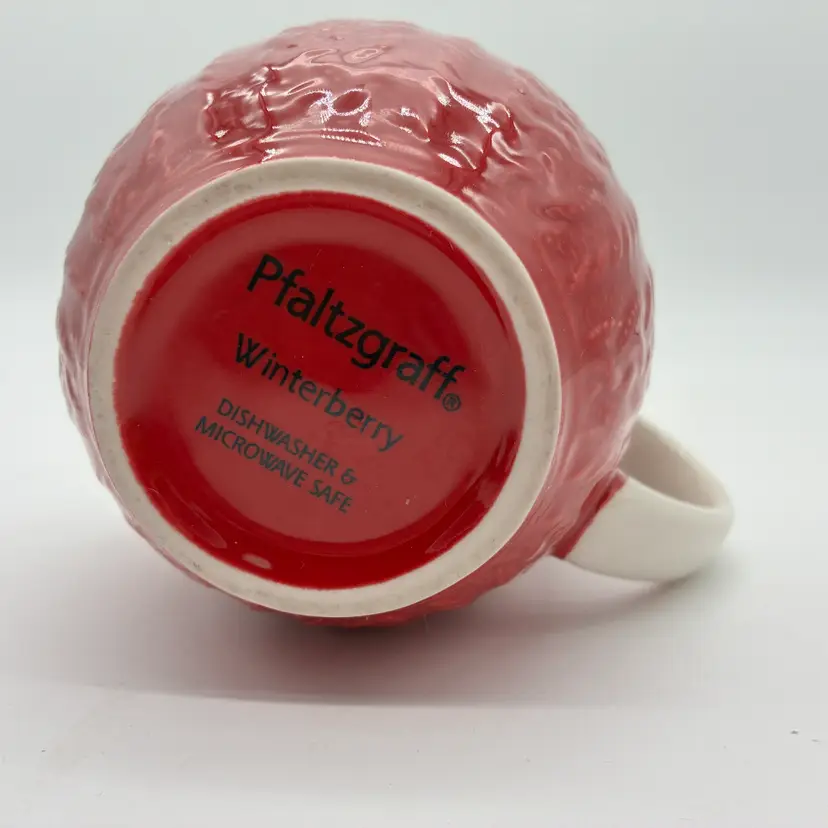 Pfaltzgraff®
Winterberry
DISHWASHER &
MICROWAVE SAFE